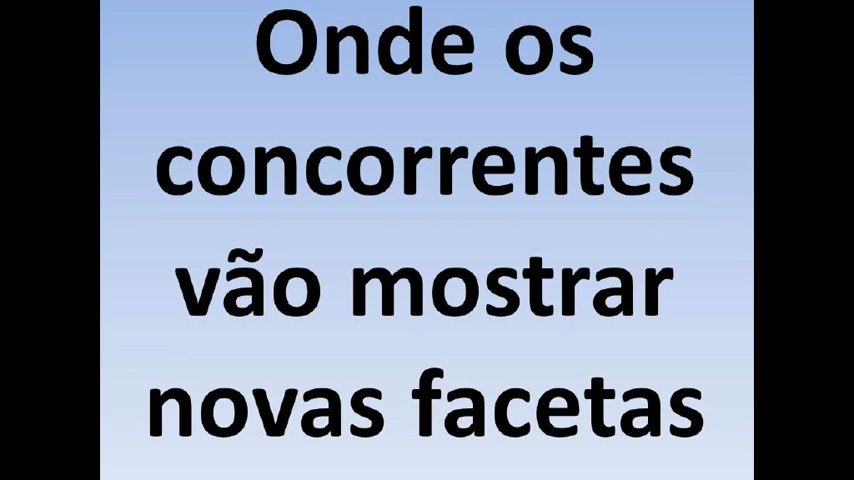 Onde os
concorrentes
vão mostrar
novas facetas